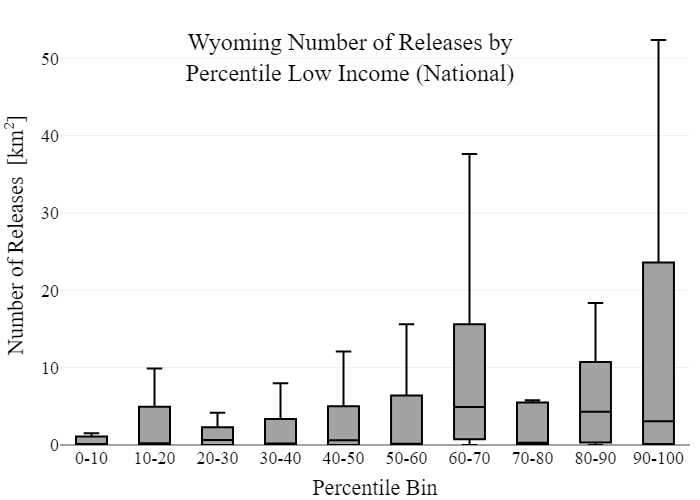 Wyoming Number of Releases by
Percentile Low Income (National)
Number of Releases [km²]
50
40
30
20
10
0
0-10 10-20 20-30 30-40 40-50 50-60 60-70 70-80 80-90 90-100
Percentile Bin